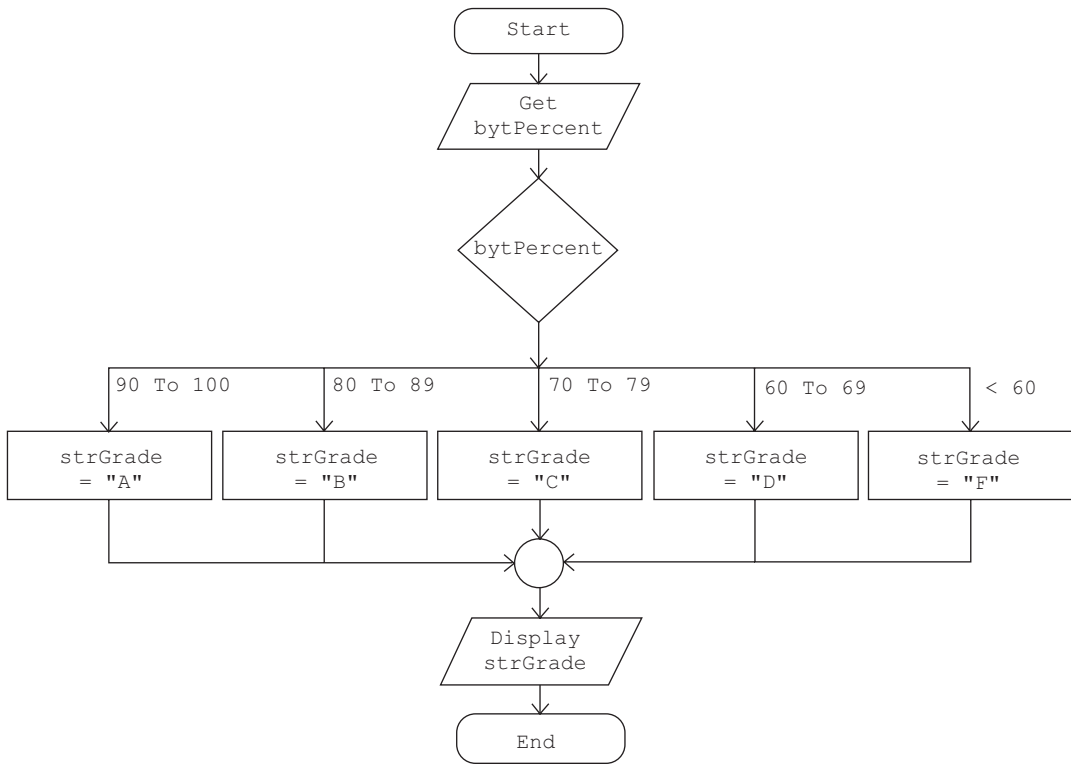 Start
Get
bytPercent
bytPercent
90 To 100
80 To 89
70 To 79
60 To 69
< 60
strGrade
= "A"
strGrade
= "B"
strGrade
= "C"
strGrade
= "D"
strGrade
= "F"
Display
strGrade
End